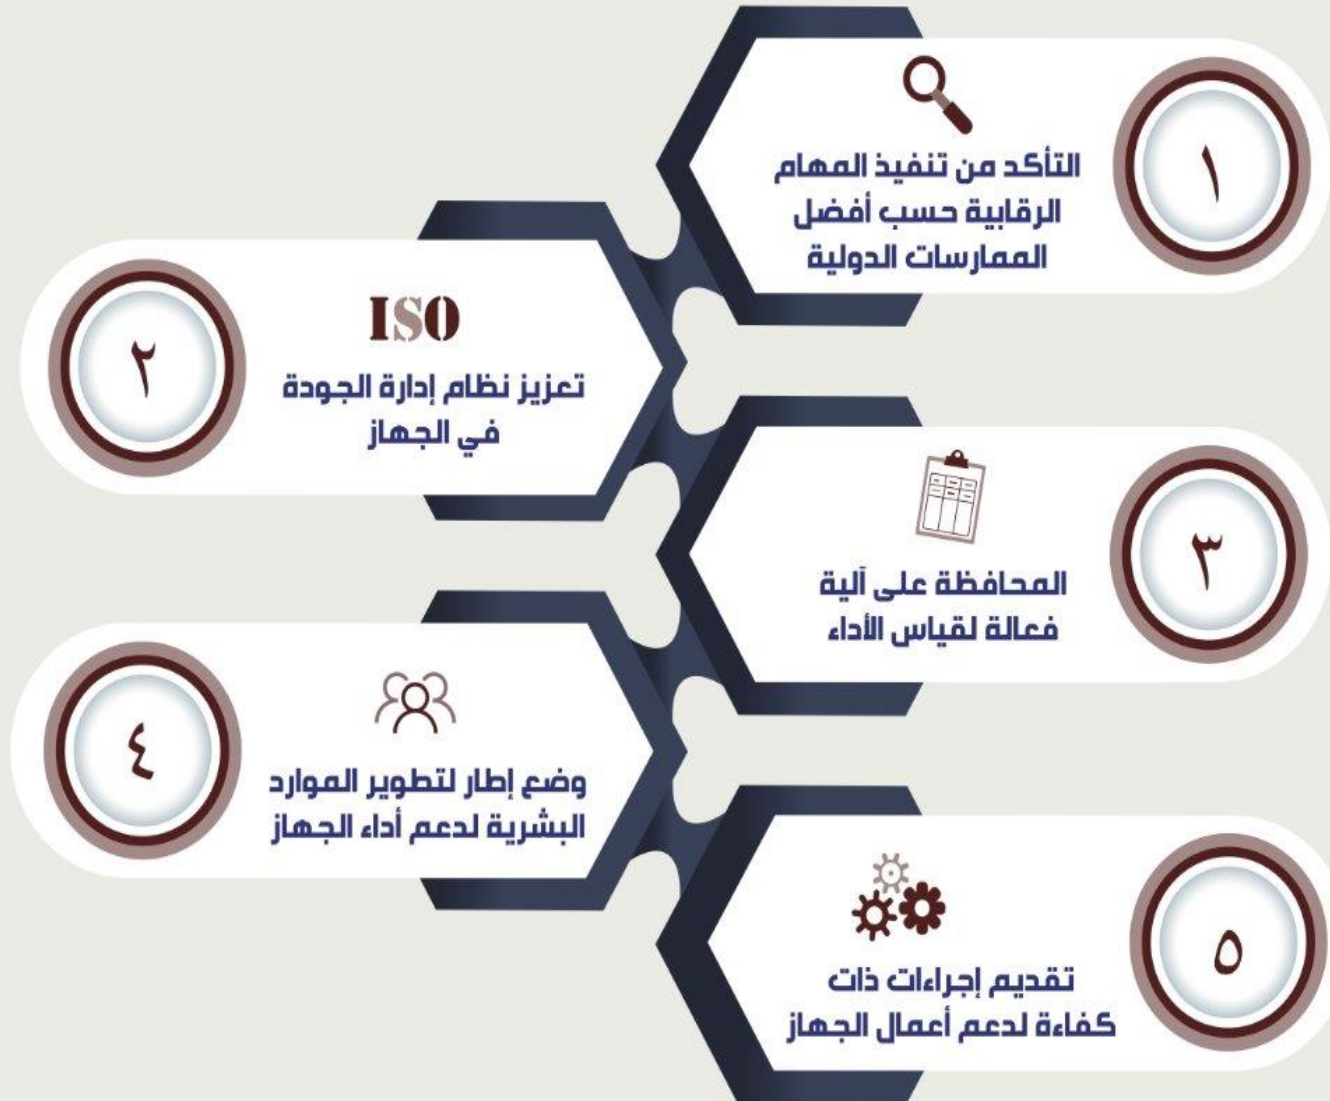 ١
التأكد من تنفيذ المهام
الرقابية حسب أفضل
الممارسات الدولية
٢
ISO
تعزيز نظام إدارة الجودة
في الجهاز
٣
المحافظة على آلية
فعالة لقياس الأداء
٤
وضع إطار لتطوير الموارد
البشرية لدعم أداء الجهاز
٥
تقديم إجراءات ذات
كفاءة لدعم أعمال الجهاز